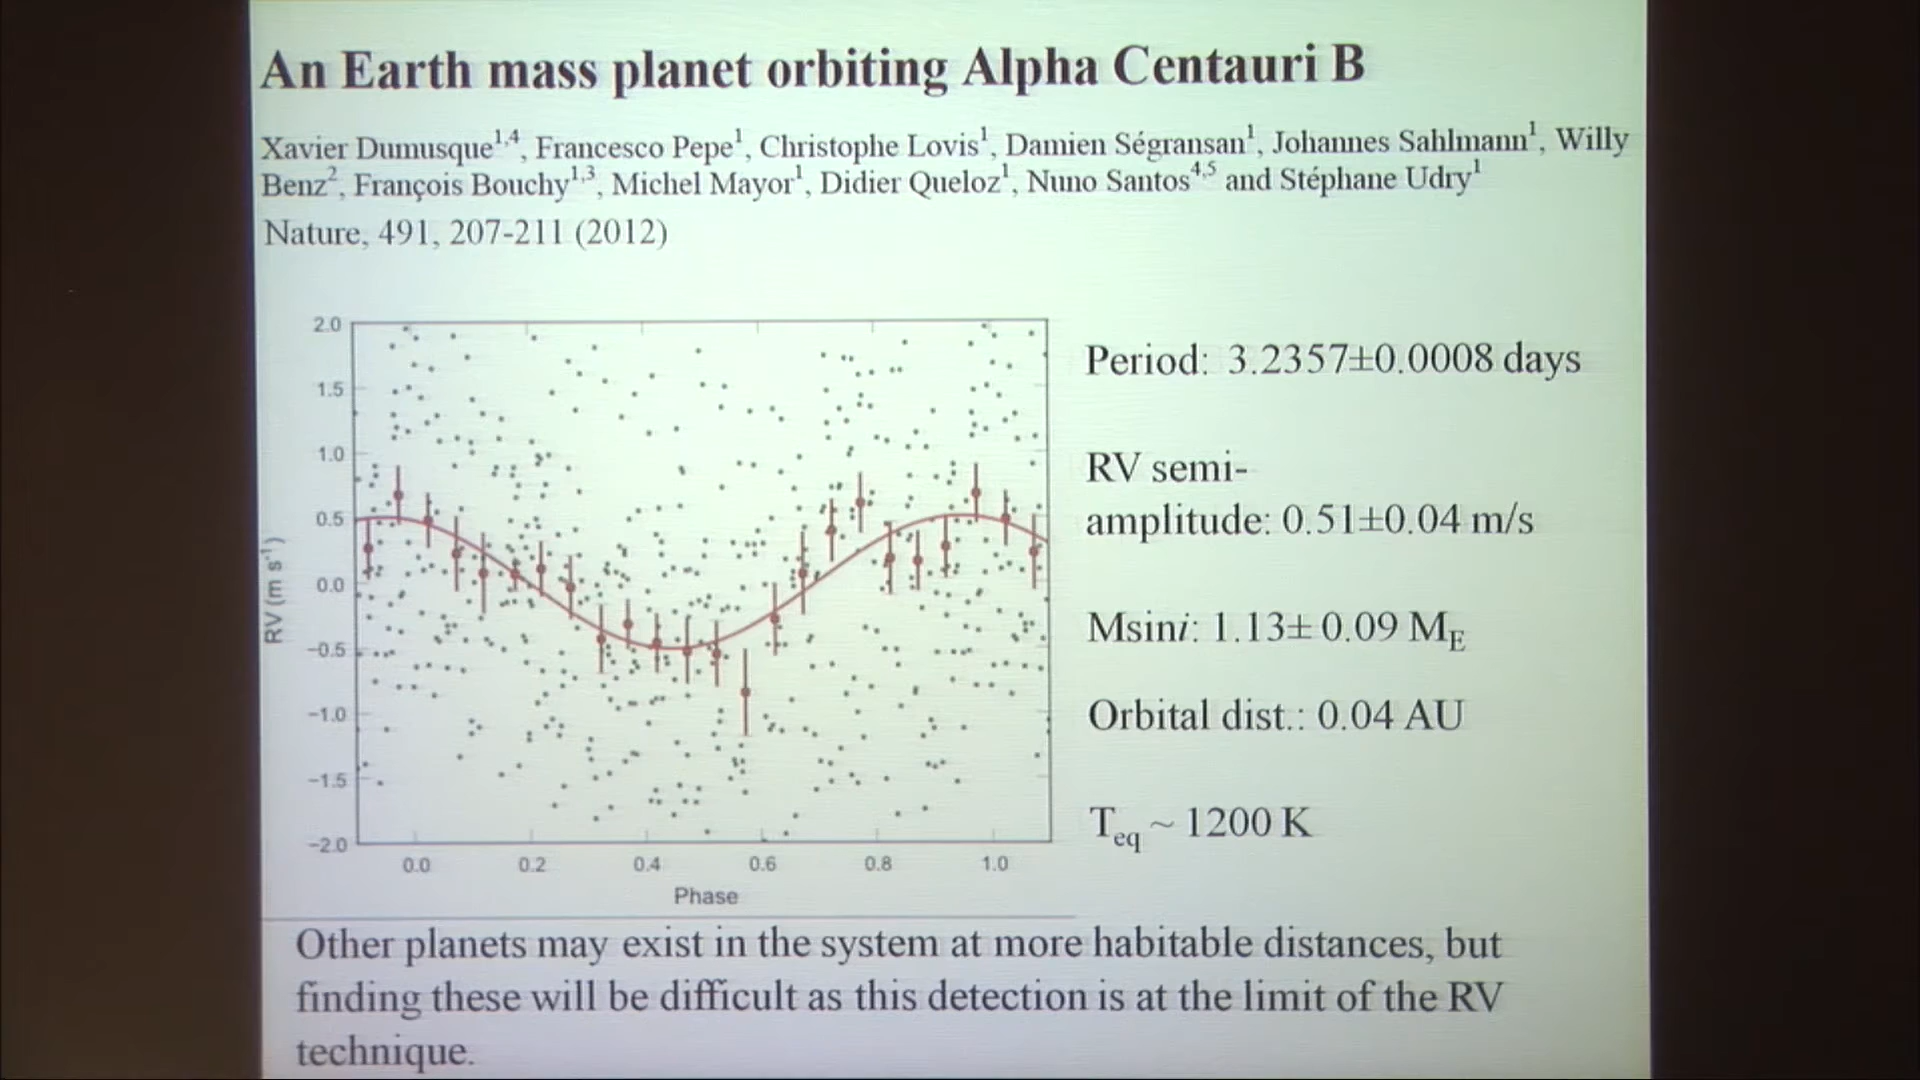 An Earth mass planet orbiting Alpha Centauri B
Xavier Dumusque1,4, Francesco Pepe1, Christophe Lovis1, Damien Ségransan1, Johannes Sahlmann1, Willy
Benz2, François Bouchy1,3, Michel Mayor1, Didier Queloz1, Nuno Santos4,5 and Stéphane Udry1
Nature, 491, 207-211 (2012)
2.0
1.5
1.0
0.5
0.0
−0.5
−1.0
−1.5
−2.0
RV (m s-1)
0.0 0.2 0.4 0.6 0.8 1.0
Phase
Period: 3.2357±0.0008 days
RV semi-
amplitude: 0.51±0.04 m/s
Msini: 1.13± 0.09 ME
Orbital dist.: 0.04 AU
Teq ~ 1200 K
Other planets may exist in the system at more habitable distances, but
finding these will be difficult as this detection is at the limit of the RV
technique.